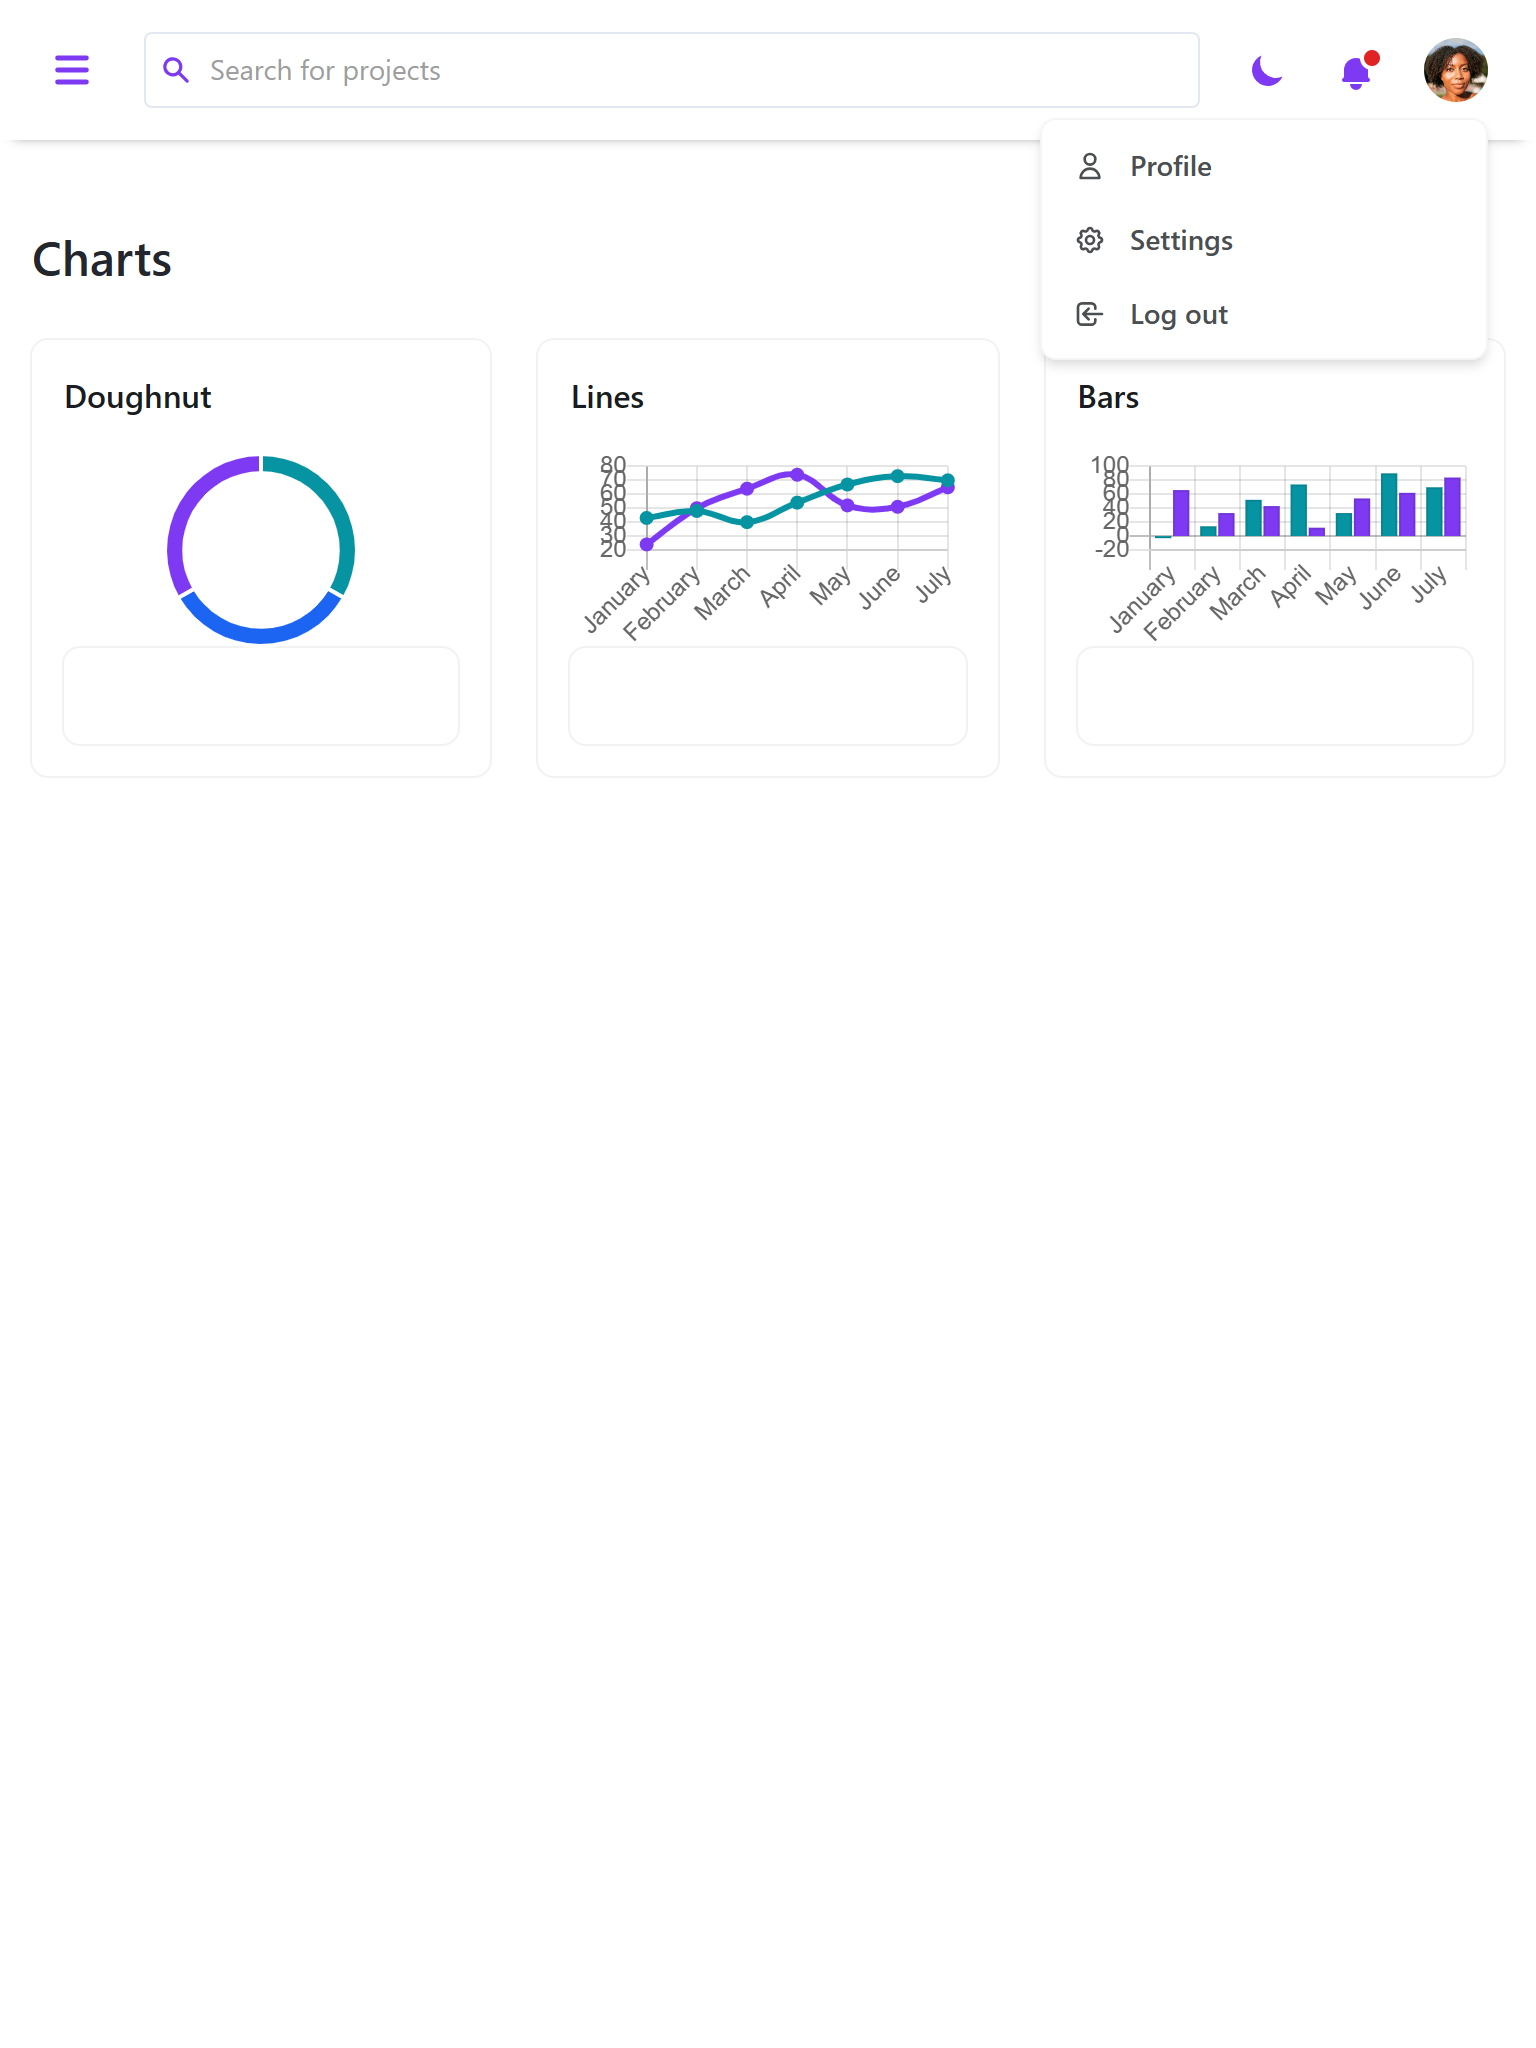 Search for projects
Profile
Settings
Log out
Charts
Doughnut
80
70
60
50
40
30
20
January
February
March
April
May
June
July
Lines
100
80
60
40
20
0
-20
January
February
March
April
May
June
July
Bars